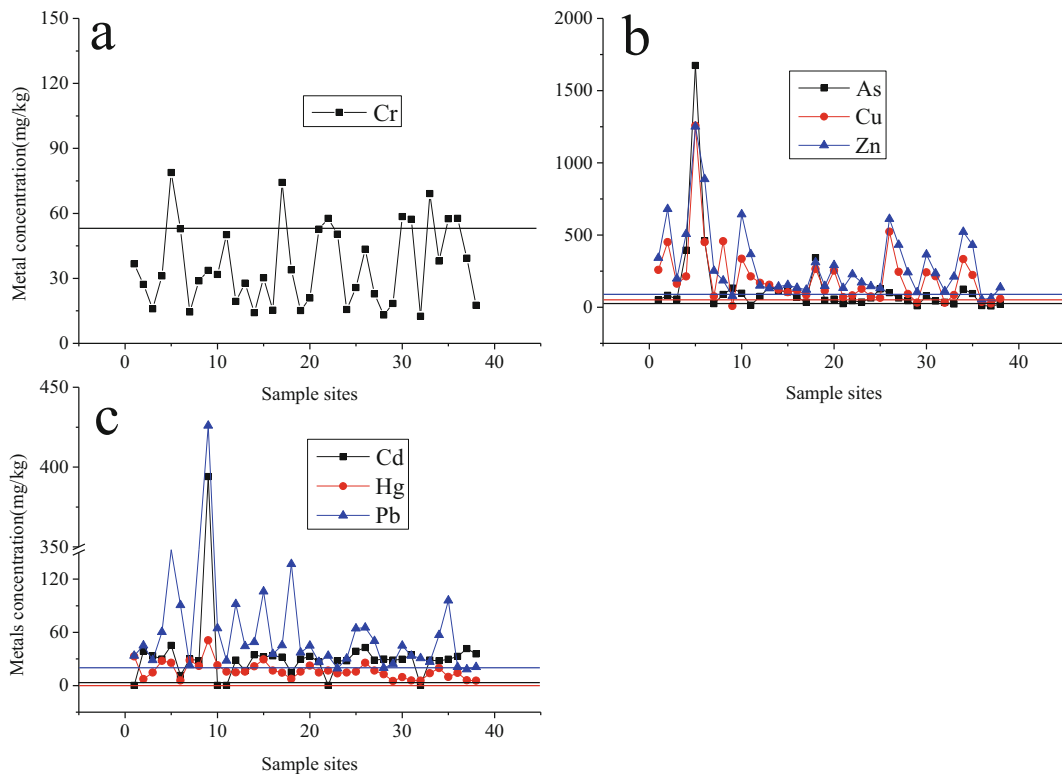 a
Metal concentration(mg/kg)
150
120
90
60
30
0
Cr
0 10 20 30 40
Sample sites
b
2000
1500
1000
500
0
As
Cu
Zn
0 10 20 30 40
Sample sites
c
Metals concentration(mg/kg)
450
400
350
120
60
0
Cd
Hg
Pb
0 10 20 30 40
Sample sites